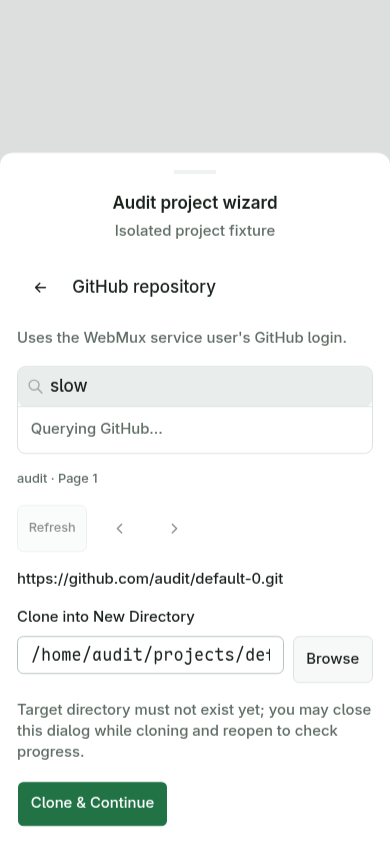 Audit project wizard
Isolated project fixture
GitHub repository
Uses the WebMux service user's GitHub login.
slow
Querying GitHub...
audit · Page 1
Refresh
https://github.com/audit/default-0.git
Clone into New Directory
/home/audit/projects/def
Browse
Target directory must not exist yet; you may close
this dialog while cloning and reopen to check
progress.
Clone & Continue